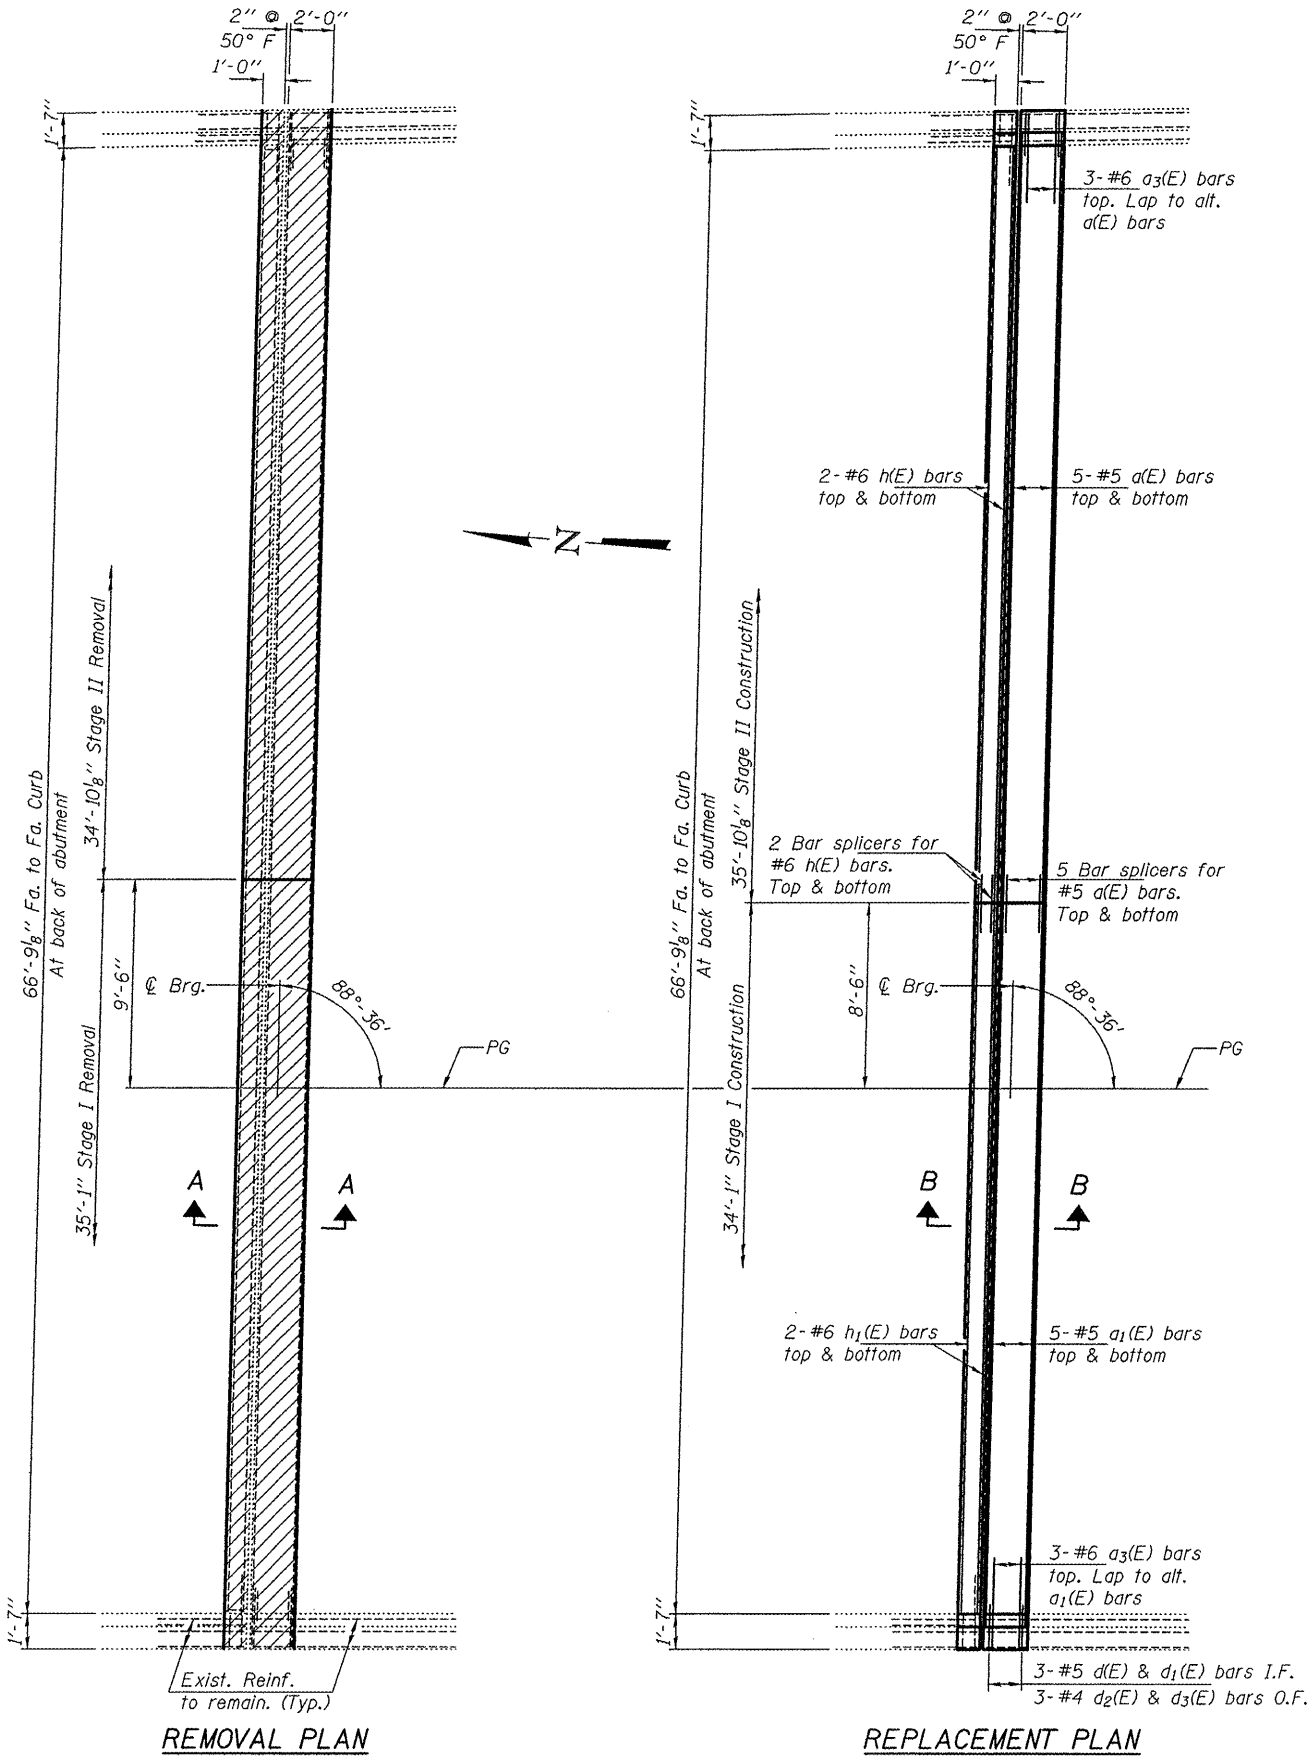 2" @ 2'-0"
50° F
1'-0"
1'-7"
66'-9⅛" Fa. to Fa. Curb
At back of abutment
34'-10⅛" Stage II Removal
35'-1" Stage I Removal
9'-6"
℄ Brg.
88°-36'
PG
A A
1'-7"
Exist. Reinf.
to remain. (Typ.)
REMOVAL PLAN
N
2" @ 2'-0"
50° F
1'-0"
1'-7"
3-#6 a3(E) bars
top. Lap to alt.
a(E) bars
2-#6 h(E) bars
top & bottom
5-#5 a(E) bars
top & bottom
66'-9⅛" Fa. to Fa. Curb
At back of abutment
35'-10⅛" Stage II Construction
34'-1" Stage I Construction
2 Bar splicers for
#6 h(E) bars.
Top & bottom
5 Bar splicers for
#5 a(E) bars.
Top & bottom
8'-6"
℄ Brg.
88°-36'
PG
B B
2-#6 h1(E) bars
top & bottom
5-#5 a1(E) bars
top & bottom
3-#6 a3(E) bars
top. Lap to alt.
a1(E) bars
1'-7"
3-#5 d(E) & d1(E) bars I.F.
3-#4 d2(E) & d3(E) bars O.F.
REPLACEMENT PLAN